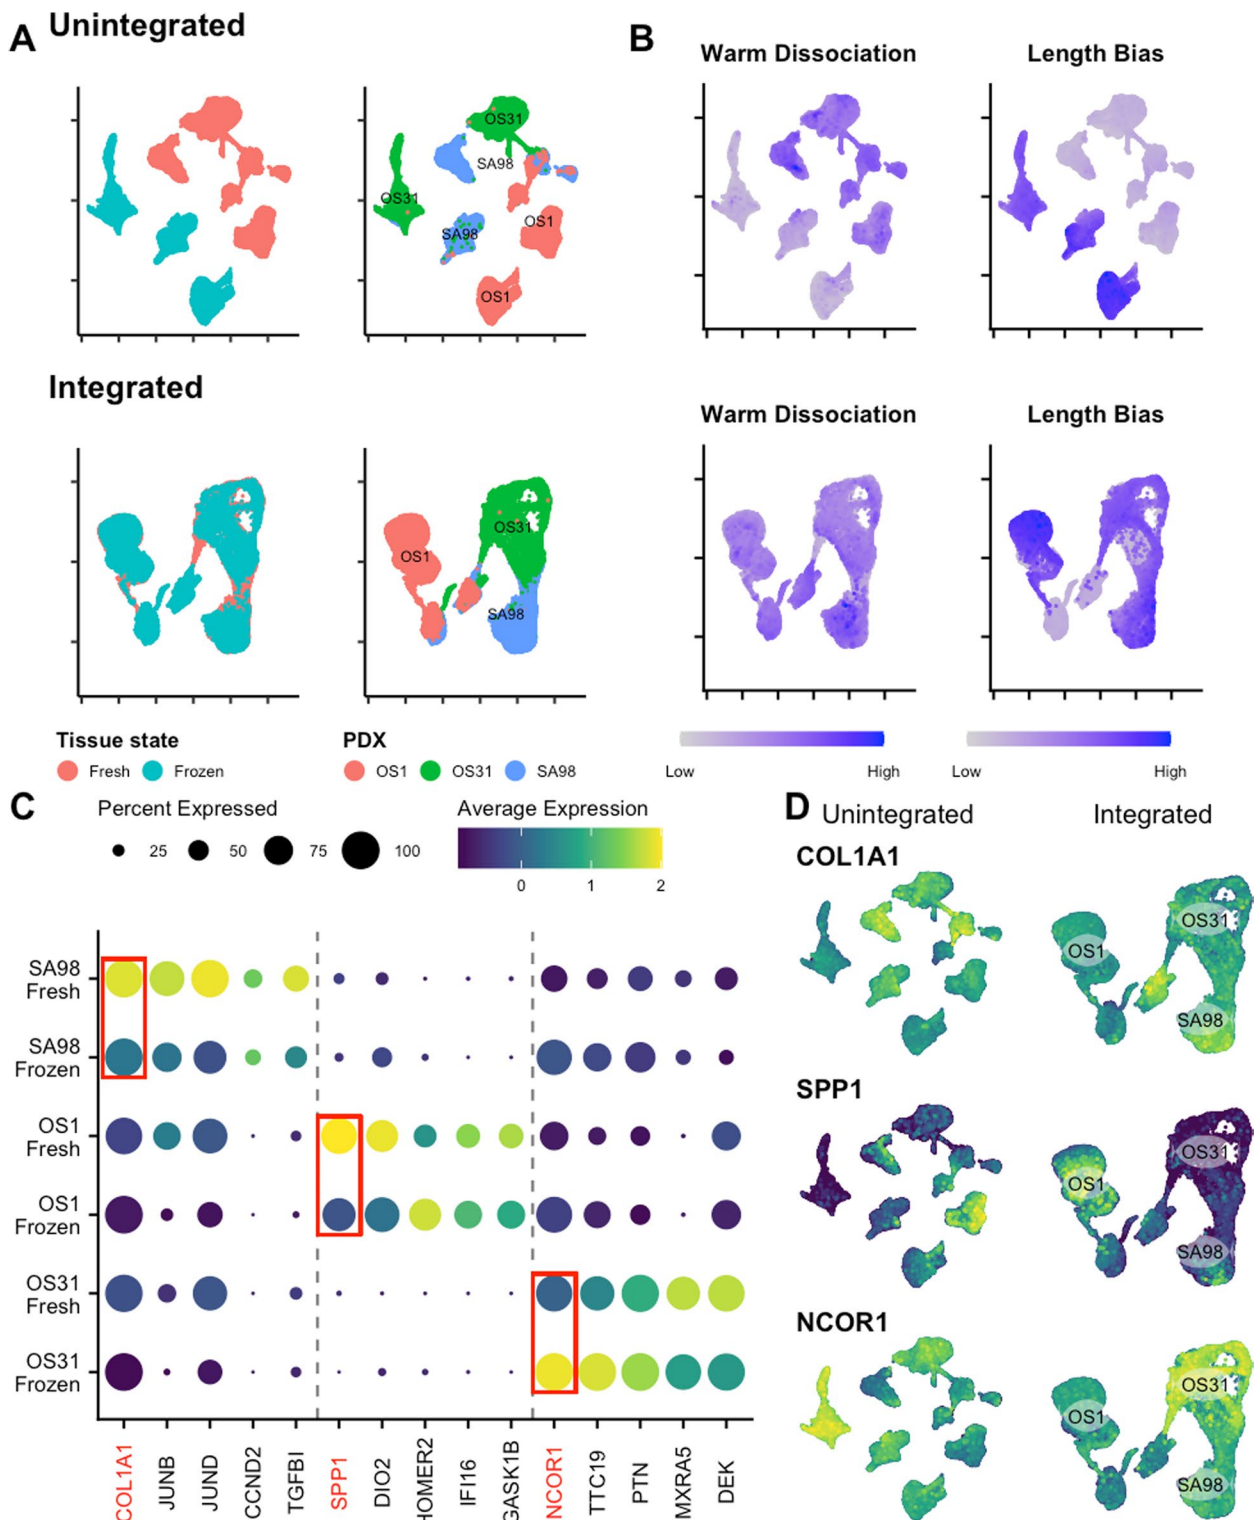 A Unintegrated
B
Warm Dissociation Length Bias
OS31
SA98
OS31
SA98
OS1
OS1
Integrated
Warm Dissociation Length Bias
OS1
OS31
SA98
Tissue state
Fresh Frozen
PDX
OS1 OS31 SA98
Low High
Low High
C
Percent Expressed
25 50 75 100
Average Expression
0 1 2
SA98
Fresh
SA98
Frozen
OS1
Fresh
OS1
Frozen
OS31
Fresh
OS31
Frozen
COL1A1
JUNB
JUND
CCND2
TGFBI
SPP1
DIO2
HOMER2
IFI16
GASK1B
NCOR1
TTC19
PTN
MXRA5
DEK
D Unintegrated Integrated
COL1A1
OS31
OS1
SA98
SPP1
OS31
OS1
SA98
NCOR1
OS31
OS1
SA98